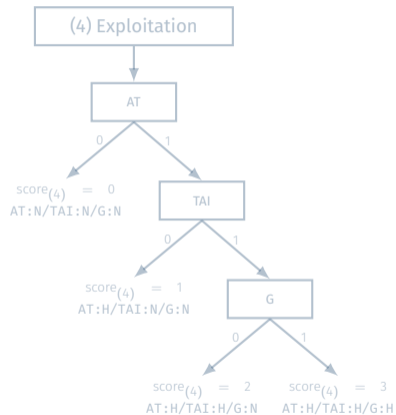 (4) Exploitation
AT
0 1
score(4) = 0
AT:N/TAI:N/G:N
TAI
0 1
score(4) = 1
AT:H/TAI:N/G:N
G
0 1
score(4) = 2
AT:H/TAI:H/G:N
score(4) = 3
AT:H/TAI:H/G:H